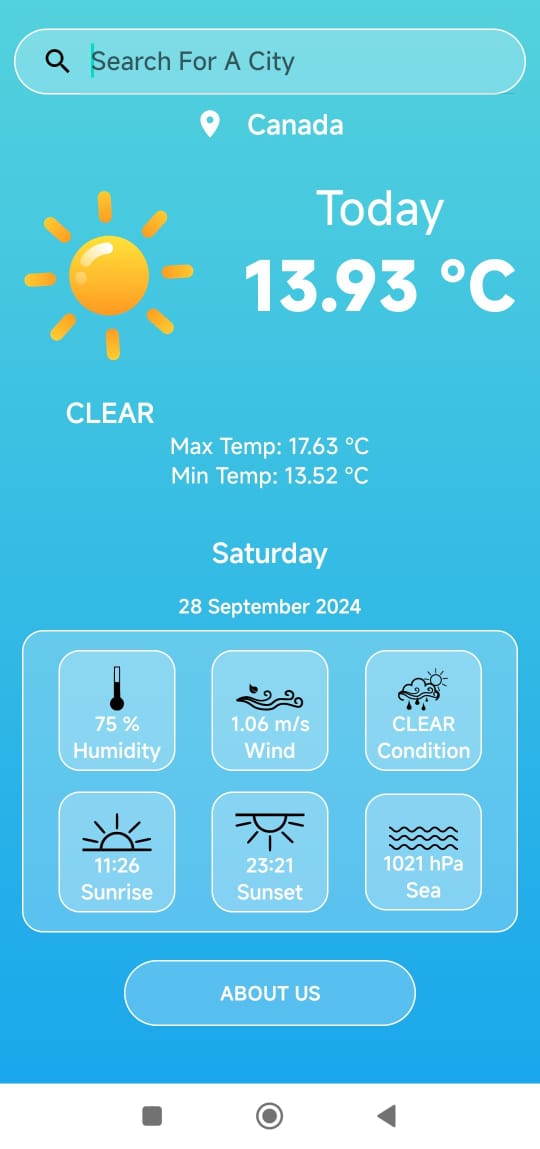 Search For A City
Canada
Today
13.93 °C
CLEAR
Max Temp: 17.63 °C
Min Temp: 13.52 °C
Saturday
28 September 2024
75 %
Humidity
1.06 m/s
Wind
CLEAR
Condition
11:26
Sunrise
23:21
Sunset
1021 hPa
Sea
ABOUT US